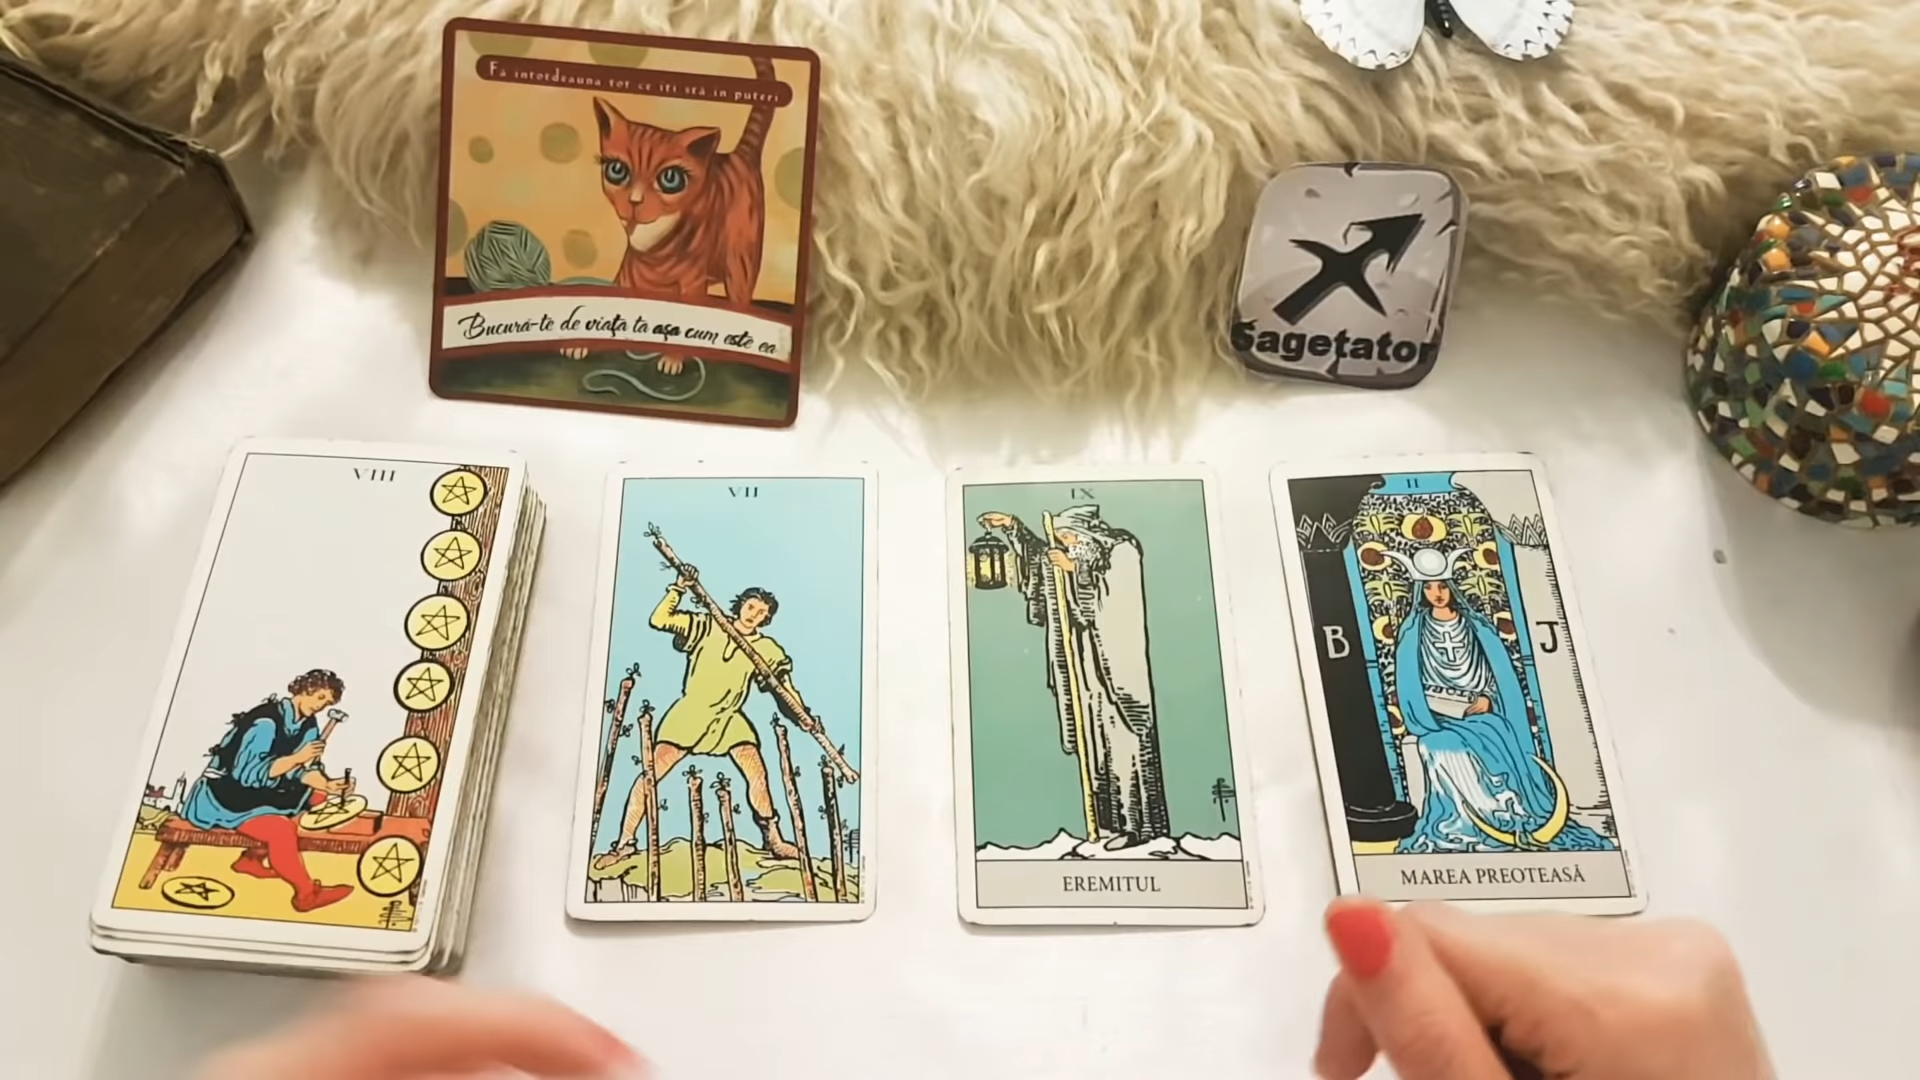 Fă intotdeauna tot ce iti stă in puteri
Bucură-te de viața ta așa cum este ea
Sagetator
VIII
VII
IX
EREMITUL
II
B
J
MAREA PREOTEASĂ